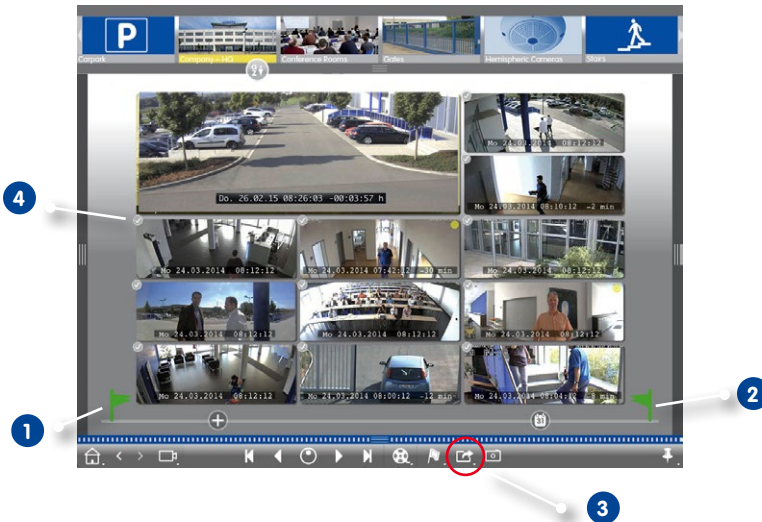 P
Carpark
Company – HQ
Conference Rooms
Gates
Hemispheric Cameras
Stairs
Mo 24.03.2014 08:12:12
Do. 26.02.15 08:26:03 -00:03:57 h
Mo 24.03.2014 08:10:12 -2 min
4
Mo 24.03.2014 08:12:12
Mo 24.03.2014 07:42:12 -30 min
Mo 24.03.2014 08:12:12
Mo 24.03.2014 08:12:12
Mo 24.03.2014 08:12:12
Mo 24.03.2014 08:12:12
Mo 24.03.2014 08:12:12
Mo 24.03.2014 08:00:12 -12 min
Mo 24.03.2014 08:04:12 -8 min
1
2
31
3